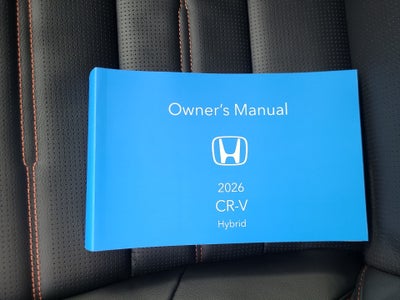 Owner's Manual
2026
CR-V
Hybrid